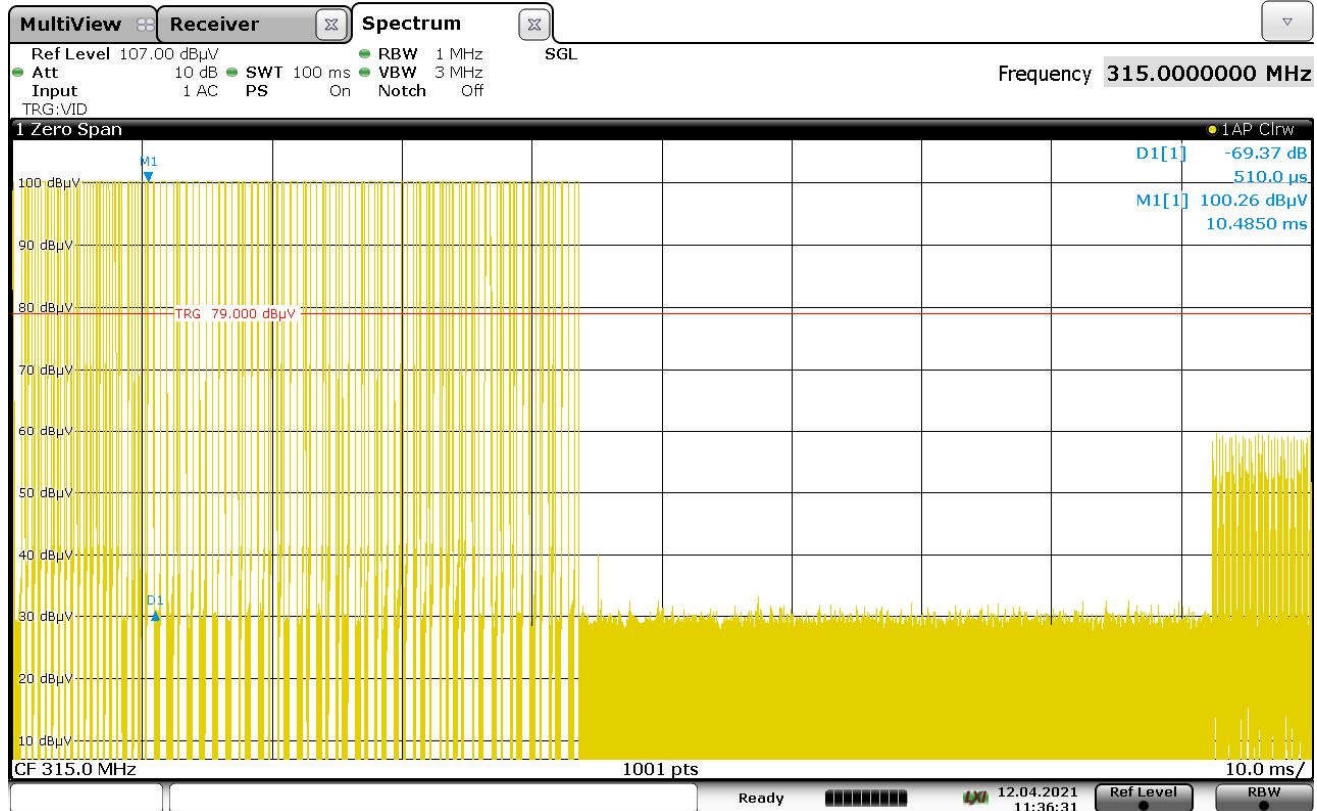 MultiView Receiver Spectrum
Ref Level 107.00 dBµV RBW 1 MHz SGL
Att 10 dB SWT 100 ms VBW 3 MHz Frequency 315.0000000 MHz
Input 1 AC PS On Notch Off
TRG:VID
1 Zero Span 1AP Clrw
M1 D1[1] -69.37 dB
510.0 µs
M1[1] 100.26 dBµV
10.4850 ms
100 dBµV
90 dBµV
80 dBµV
TRG 79.000 dBµV
70 dBµV
60 dBµV
50 dBµV
40 dBµV
D1
30 dBµV
20 dBµV
10 dBµV
CF 315.0 MHz 1001 pts 10.0 ms/
Ready LXI 12.04.2021 Ref Level RBW
11:36:31